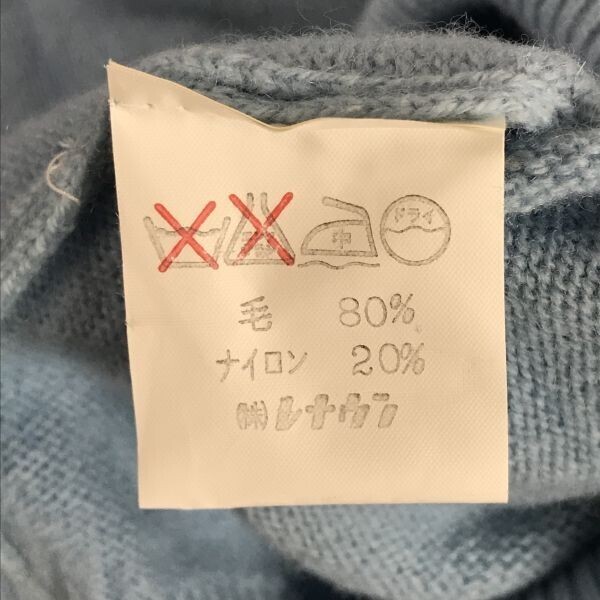 ドライ
中
毛 80%
ナイロン 20%
㈱レナウン